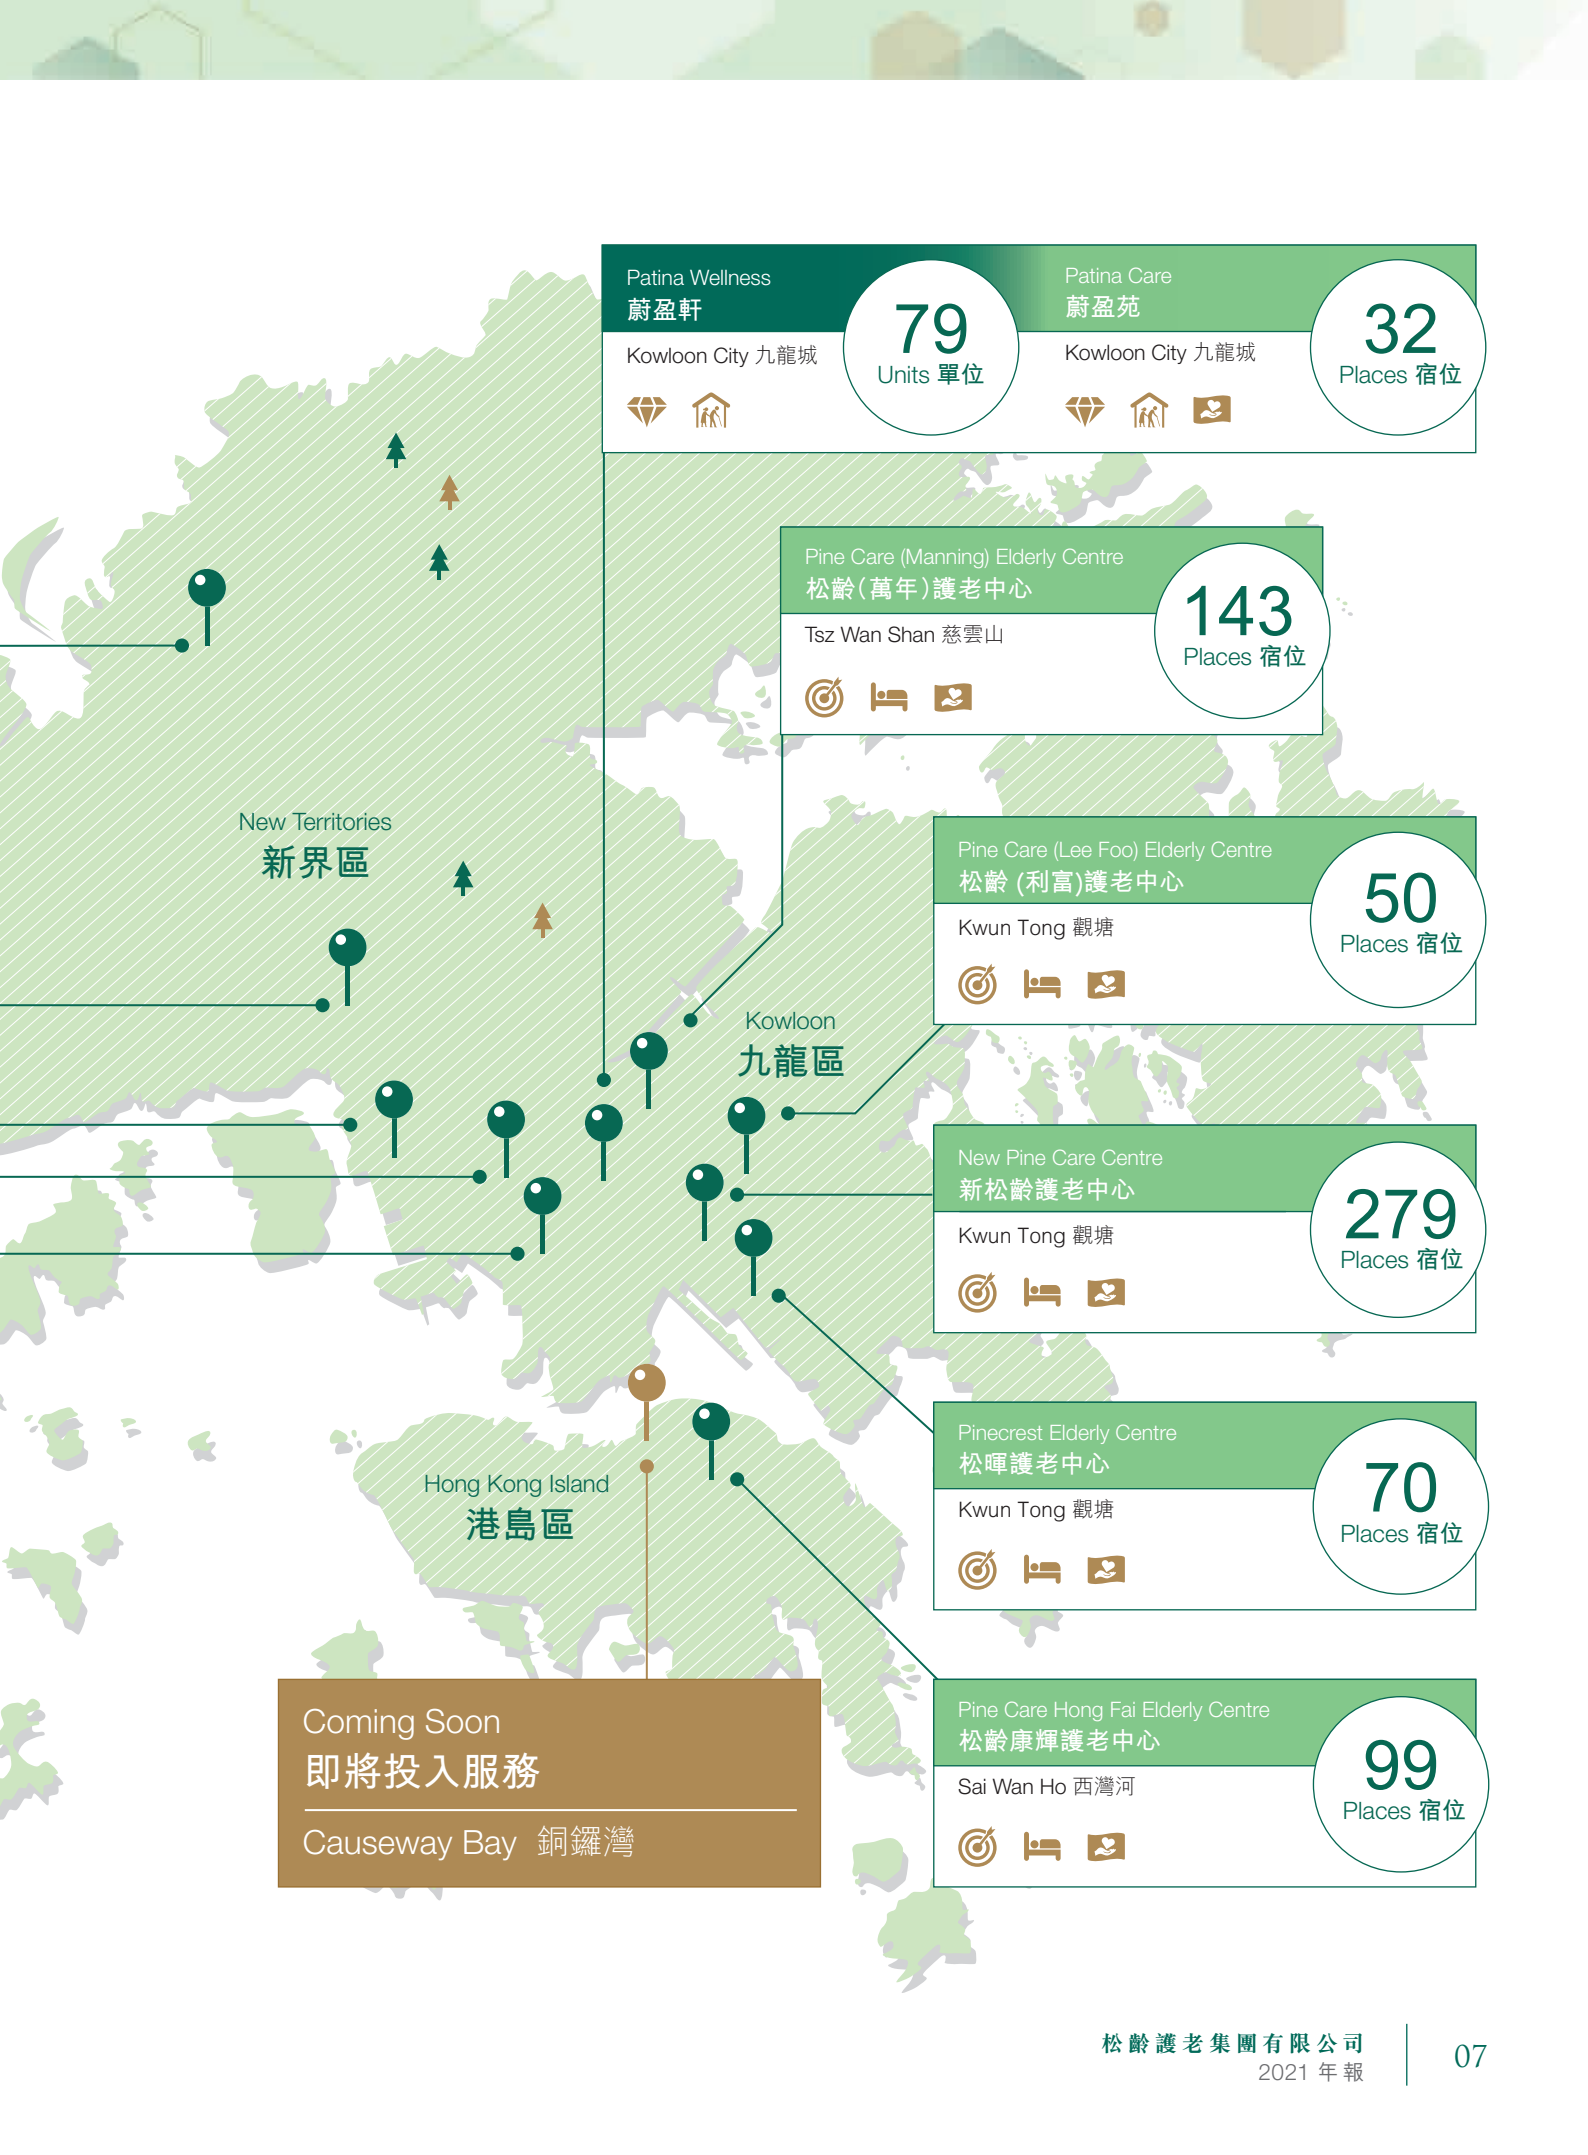 Patina Wellness
蔚盈軒
Kowloon City 九龍城
79
Units 單位
Patina Care
蔚盈苑
Kowloon City 九龍城
32
Places 宿位
Pine Care (Manning) Elderly Centre
松齡(萬年)護老中心
Tsz Wan Shan 慈雲山
143
Places 宿位
New Territories
新界區
Pine Care (Lee Foo) Elderly Centre
松齡 (利富)護老中心
Kwun Tong 觀塘
50
Places 宿位
Kowloon
九龍區
New Pine Care Centre
新松齡護老中心
Kwun Tong 觀塘
279
Places 宿位
Pinecrest Elderly Centre
松暉護老中心
Kwun Tong 觀塘
70
Places 宿位
Hong Kong Island
港島區
Coming Soon
即將投入服務
Causeway Bay 銅鑼灣
Pine Care Hong Fai Elderly Centre
松齡康輝護老中心
Sai Wan Ho 西灣河
99
Places 宿位
松齡護老集團有限公司
2021 年報
07